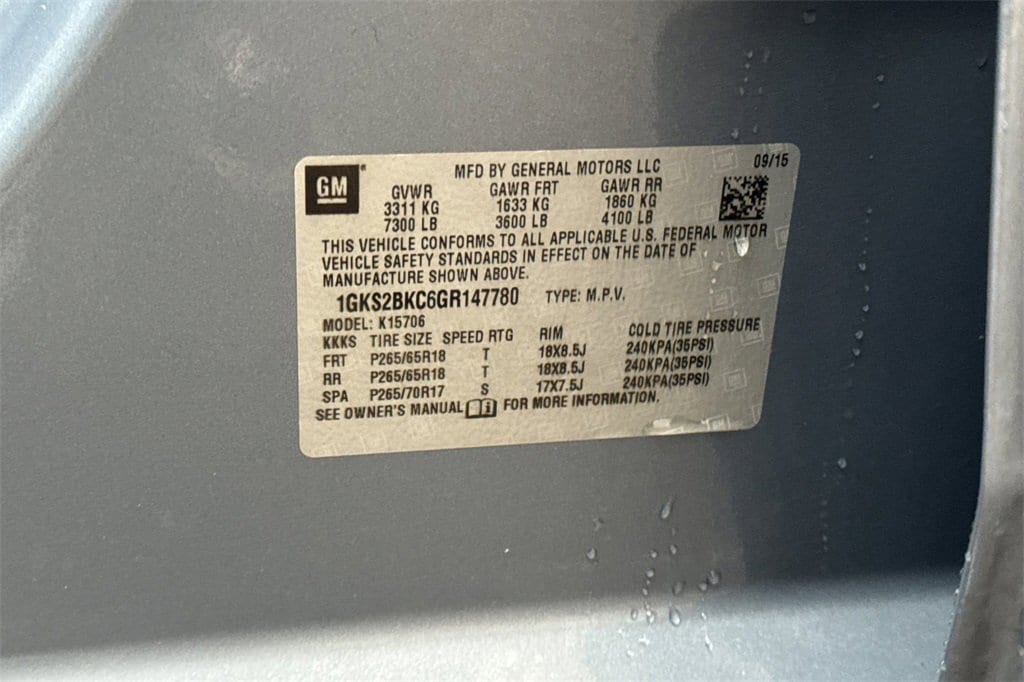 GM
MFD BY GENERAL MOTORS LLC 09/15
GVWR GAWR FRT GAWR RR
3311 KG 1633 KG 1860 KG
7300 LB 3600 LB 4100 LB
THIS VEHICLE CONFORMS TO ALL APPLICABLE U.S. FEDERAL MOTOR
VEHICLE SAFETY STANDARDS IN EFFECT ON THE DATE OF
MANUFACTURE SHOWN ABOVE.
1GKS2BKC6GR147780 TYPE: M.P.V.
MODEL: K15706
KKKS TIRE SIZE SPEED RTG RIM COLD TIRE PRESSURE
FRT P265/65R18 T 18X8.5J 240KPA(35PSI)
RR P265/65R18 T 18X8.5J 240KPA(35PSI)
SPA P265/70R17 S 17X7.5J 240KPA(35PSI)
SEE OWNER'S MANUAL FOR MORE INFORMATION.